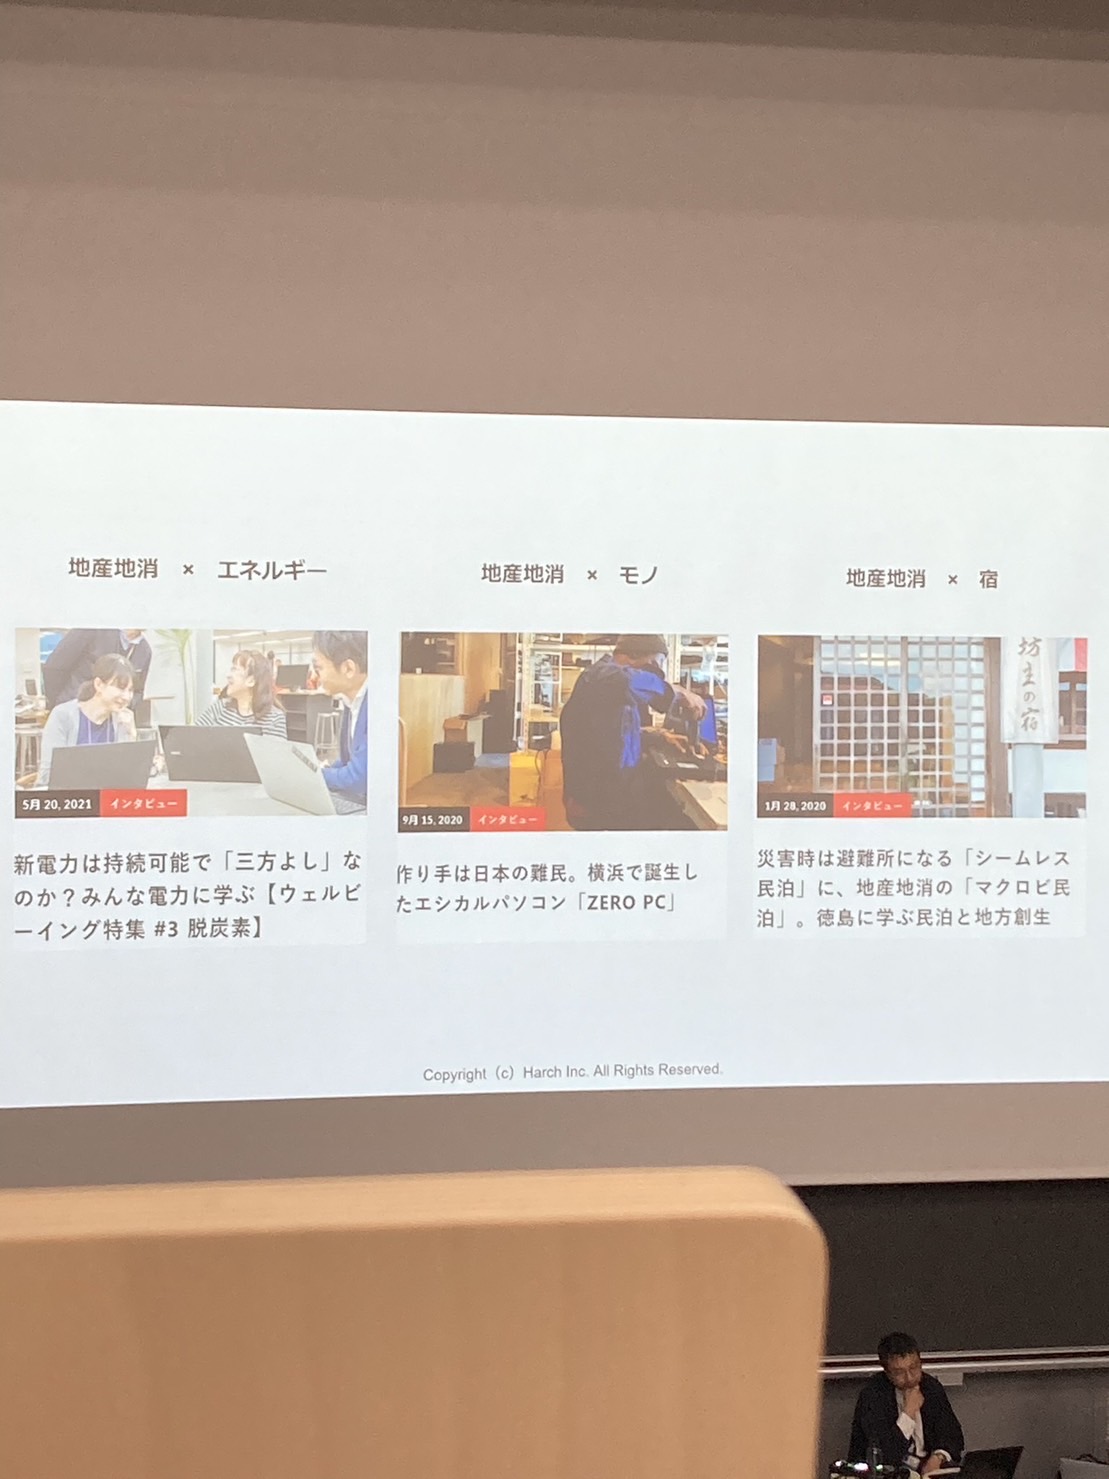 地産地消 × エネルギー
5月 20, 2021 インタビュー
新電力は持続可能で「三方よし」な
のか?みんな電力に学ぶ【ウェルビ
ーイング特集 #3 脱炭素】
地産地消 × モノ
9月 15, 2020 インタビュー
作り手は日本の難民。横浜で誕生し
たエシカルパソコン「ZERO PC」
地産地消 × 宿
坊主の宿
1月 28, 2020 インタビュー
災害時は避難所になる「シームレス
民泊」に、地産地消の「マクロビ民
泊」。徳島に学ぶ民泊と地方創生
Copyright (c) Harch Inc. All Rights Reserved.